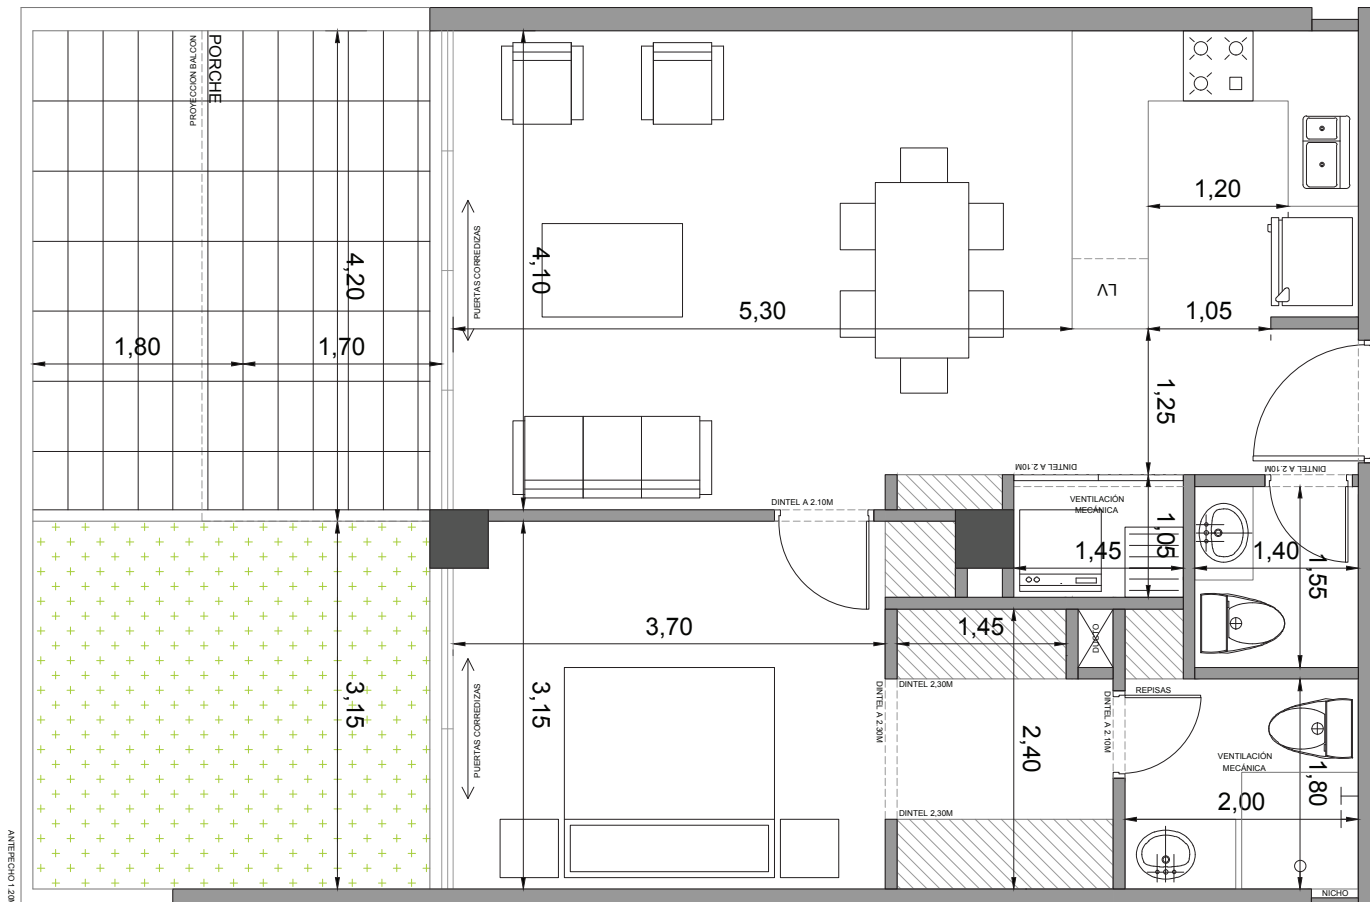 PORCHE
PROYECCION BALCON
4,20
1,80
1,70
PUERTAS CORREDIZAS
4,10
5,30
LV
1,20
1,05
1,25
DINTEL A 2.10M
DINTEL A 2.10M
DINTEL A 2.10M
VENTILACIÓN
MECÁNICA
1,45
1,05
1,40
1,55
3,70
1,45
DUCTO
3,15
PUERTAS CORREDIZAS
3,15
DINTEL 2,30M
DINTEL A 2.30M
2,40
DINTEL A 2.10M
REPISAS
VENTILACIÓN
MECÁNICA
1,80
2,00
DINTEL 2,30M
NICHO